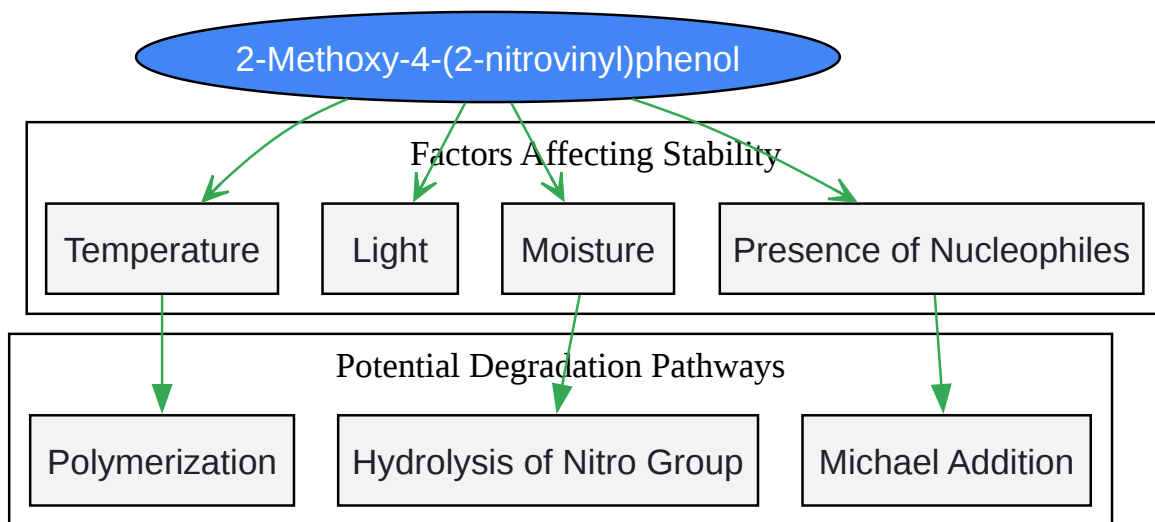 2-Methoxy-4-(2-nitrovinyl)phenol
Factors Affecting Stability
Temperature
Light
Moisture
Presence of Nucleophiles
Potential Degradation Pathways
Polymerization
Hydrolysis of Nitro Group
Michael Addition